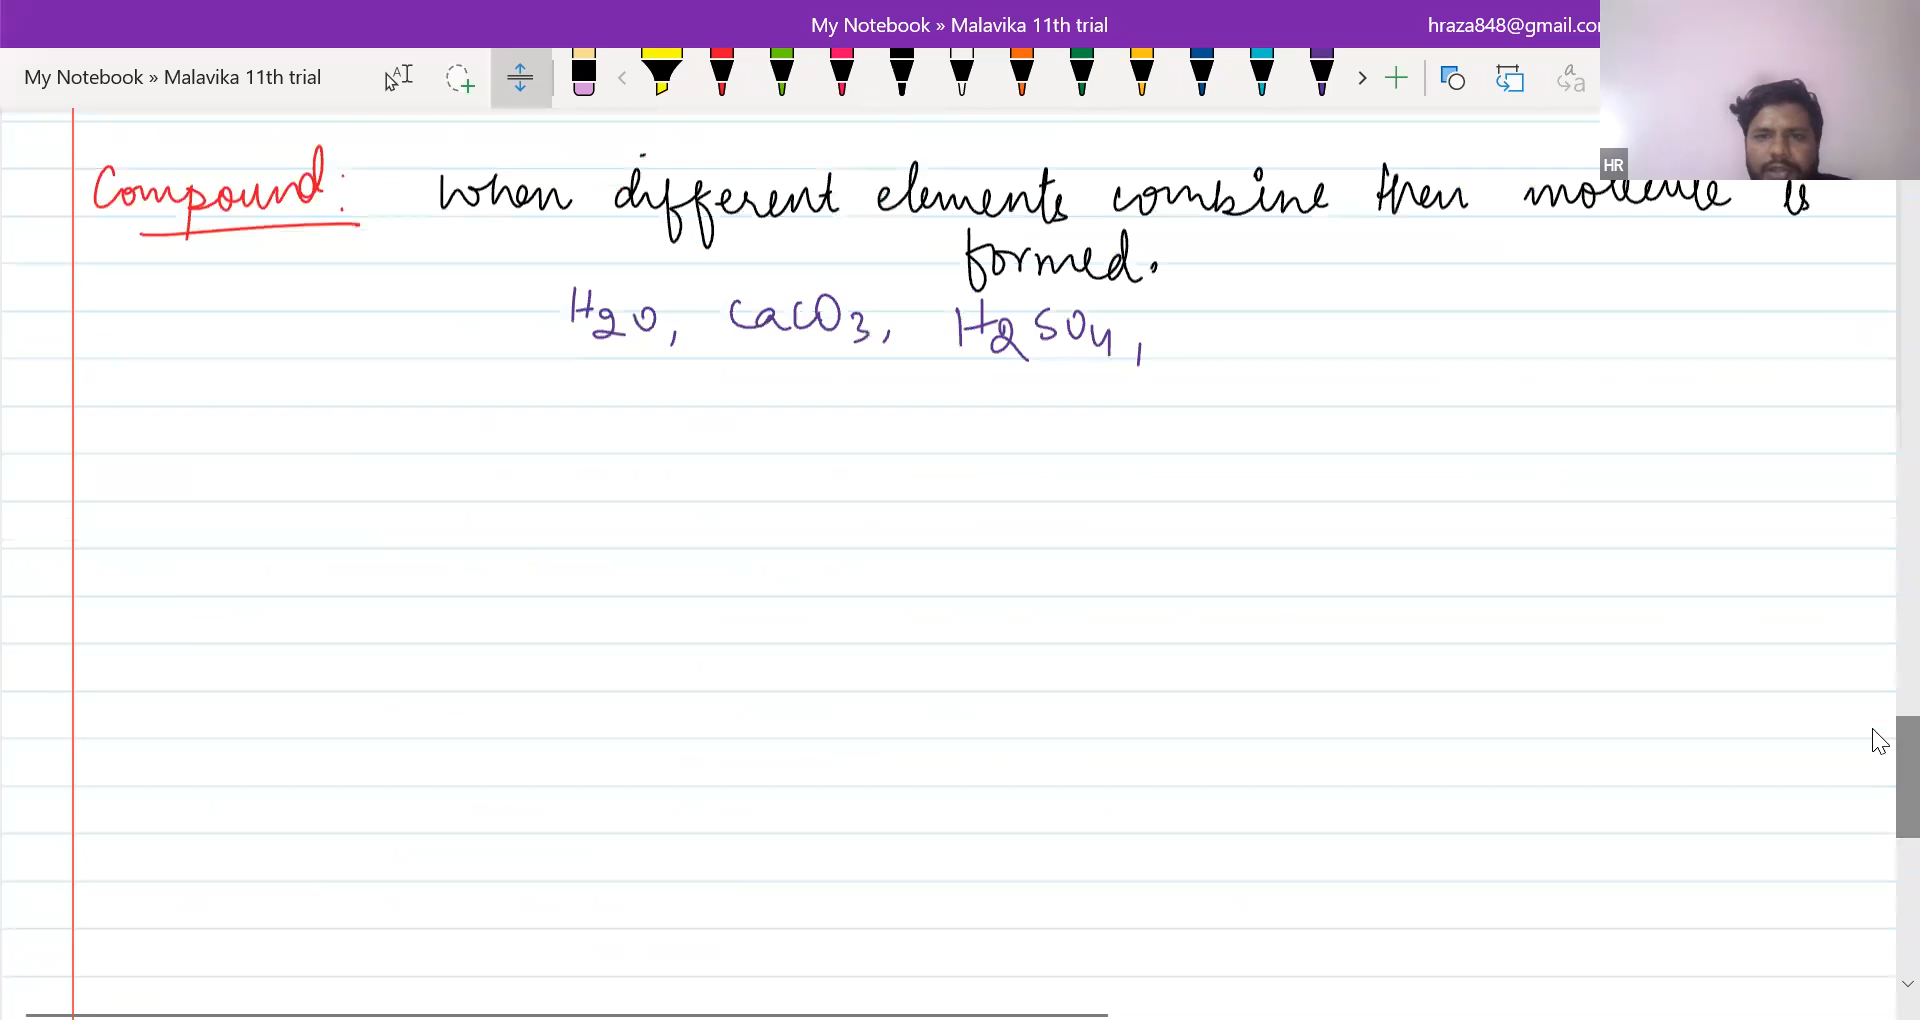 My Notebook » Malavika 11th trial
hraza848@gmail.co
My Notebook » Malavika 11th trial
HR
Compound: when different elements combine then molecule is
formed.
H2O, CaCO3, H2SO4,